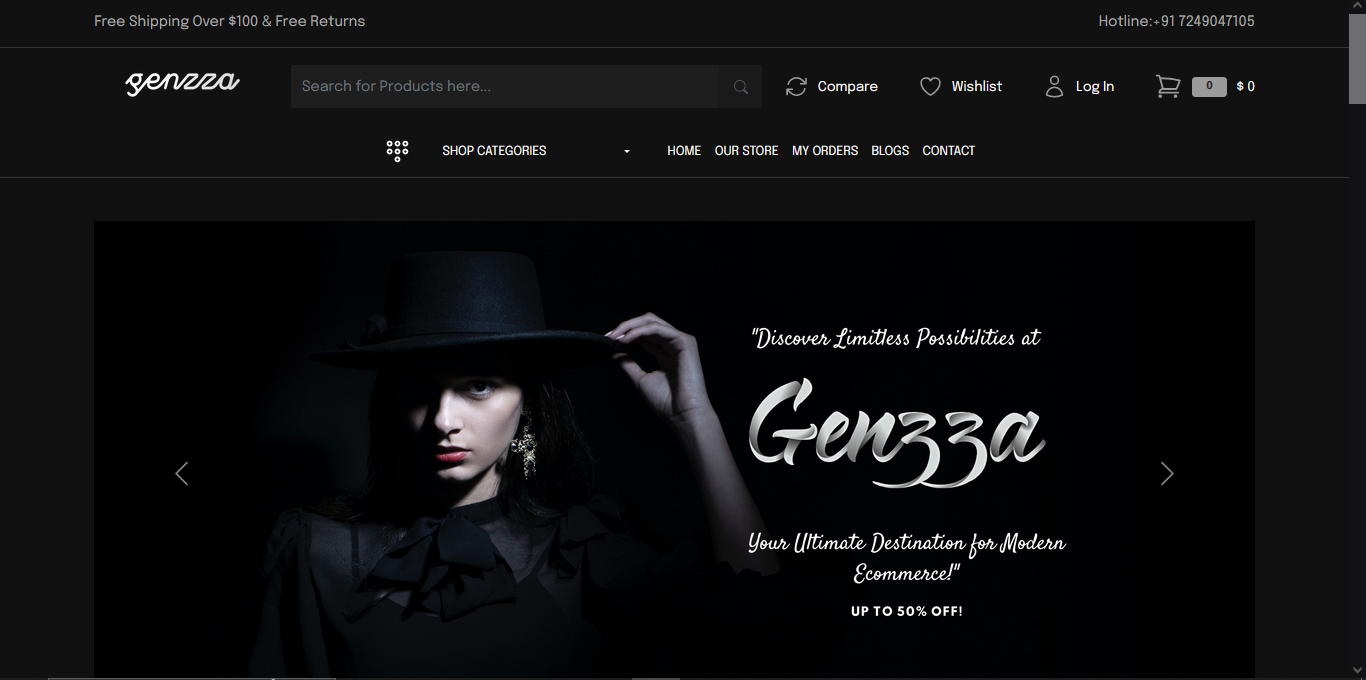 Free Shipping Over $100 & Free Returns
Hotline:+91 7249047105
genzza
Search for Products here...
Compare
Wishlist
Log In
0
$ 0
SHOP CATEGORIES
HOME OUR STORE MY ORDERS BLOGS CONTACT
"Discover Limitless Possibilities at
Genzza
Your Ultimate Destination for Modern
Ecommerce!"
UP TO 50% OFF!